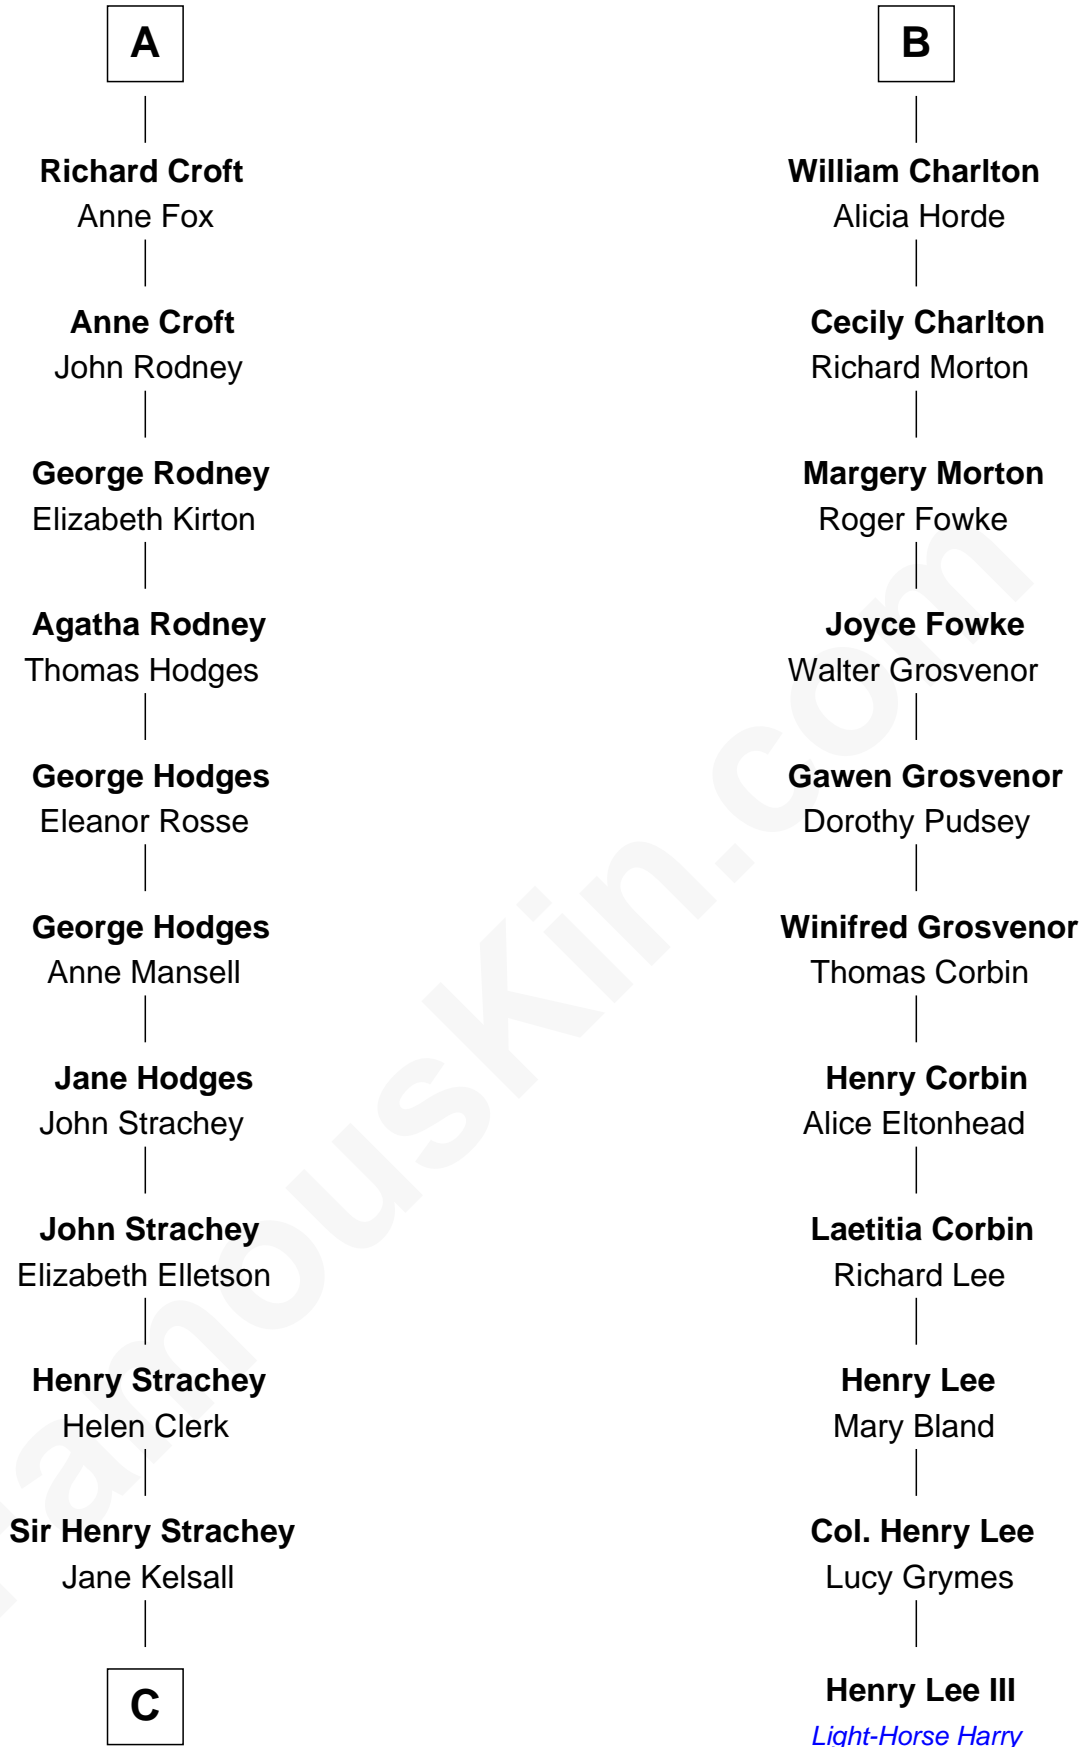 A
Richard Croft
Anne Fox
Anne Croft
John Rodney
George Rodney
Elizabeth Kirton
Agatha Rodney
Thomas Hodges
George Hodges
Eleanor Rosse
George Hodges
Anne Mansell
Jane Hodges
John Strachey
John Strachey
Elizabeth Elletson
Henry Strachey
Helen Clerk
Sir Henry Strachey
Jane Kelsall
C
B
William Charlton
Alicia Horde
Cecily Charlton
Richard Morton
Margery Morton
Roger Fowke
Joyce Fowke
Walter Grosvenor
Gawen Grosvenor
Dorothy Pudsey
Winifred Grosvenor
Thomas Corbin
Henry Corbin
Alice Eltonhead
Laetitia Corbin
Richard Lee
Henry Lee
Mary Bland
Col. Henry Lee
Lucy Grymes
Henry Lee III
Light-Horse Harry
FamousKin.com